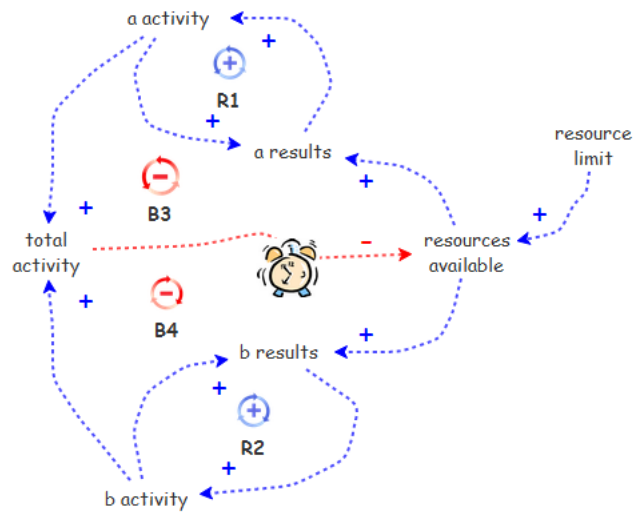 a activity
+
+
R1
+
a results
resource
limit
+
+
+
B3
-
total
activity
-
resources
available
+
-
B4
+
b results
+
+
R2
+
b activity